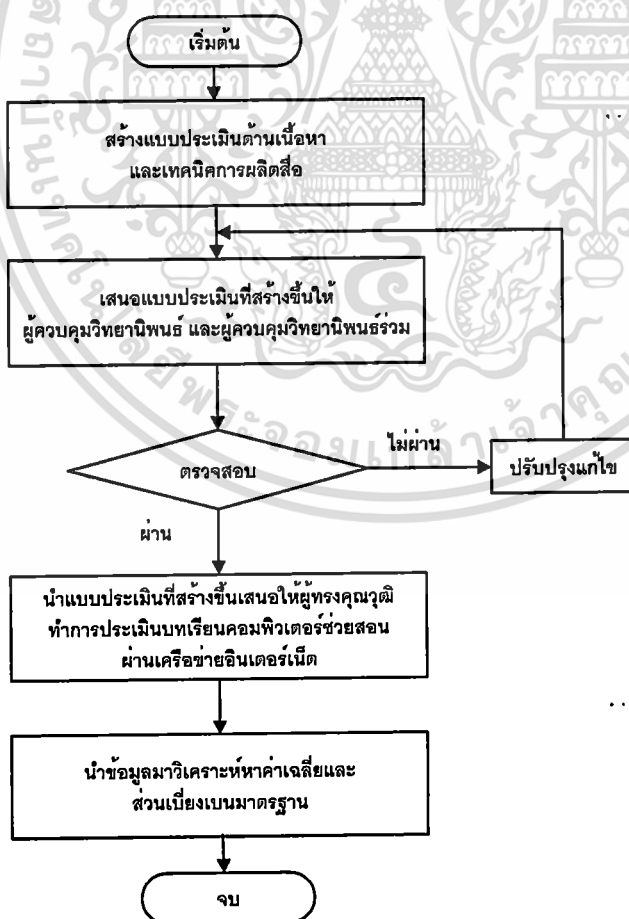 เริ่มต้น
สร้างแบบประเมินด้านเนื้อหา
และเทคนิคการผลิตสื่อ
เสนอแบบประเมินที่สร้างขึ้นให้
ผู้ควบคุมวิทยานิพนธ์ และผู้ควบคุมวิทยานิพนธ์ร่วม
ตรวจสอบ
ไม่ผ่าน
ปรับปรุงแก้ไข
ผ่าน
นำแบบประเมินที่สร้างขึ้นเสนอให้ผู้ทรงคุณวุฒิ
ทำการประเมินบทเรียนคอมพิวเตอร์ช่วยสอน
ผ่านเครือข่ายอินเตอร์เน็ต
นำข้อมูลมาวิเคราะห์หาค่าเฉลี่ยและ
ส่วนเบี่ยงเบนมาตรฐาน
จบ